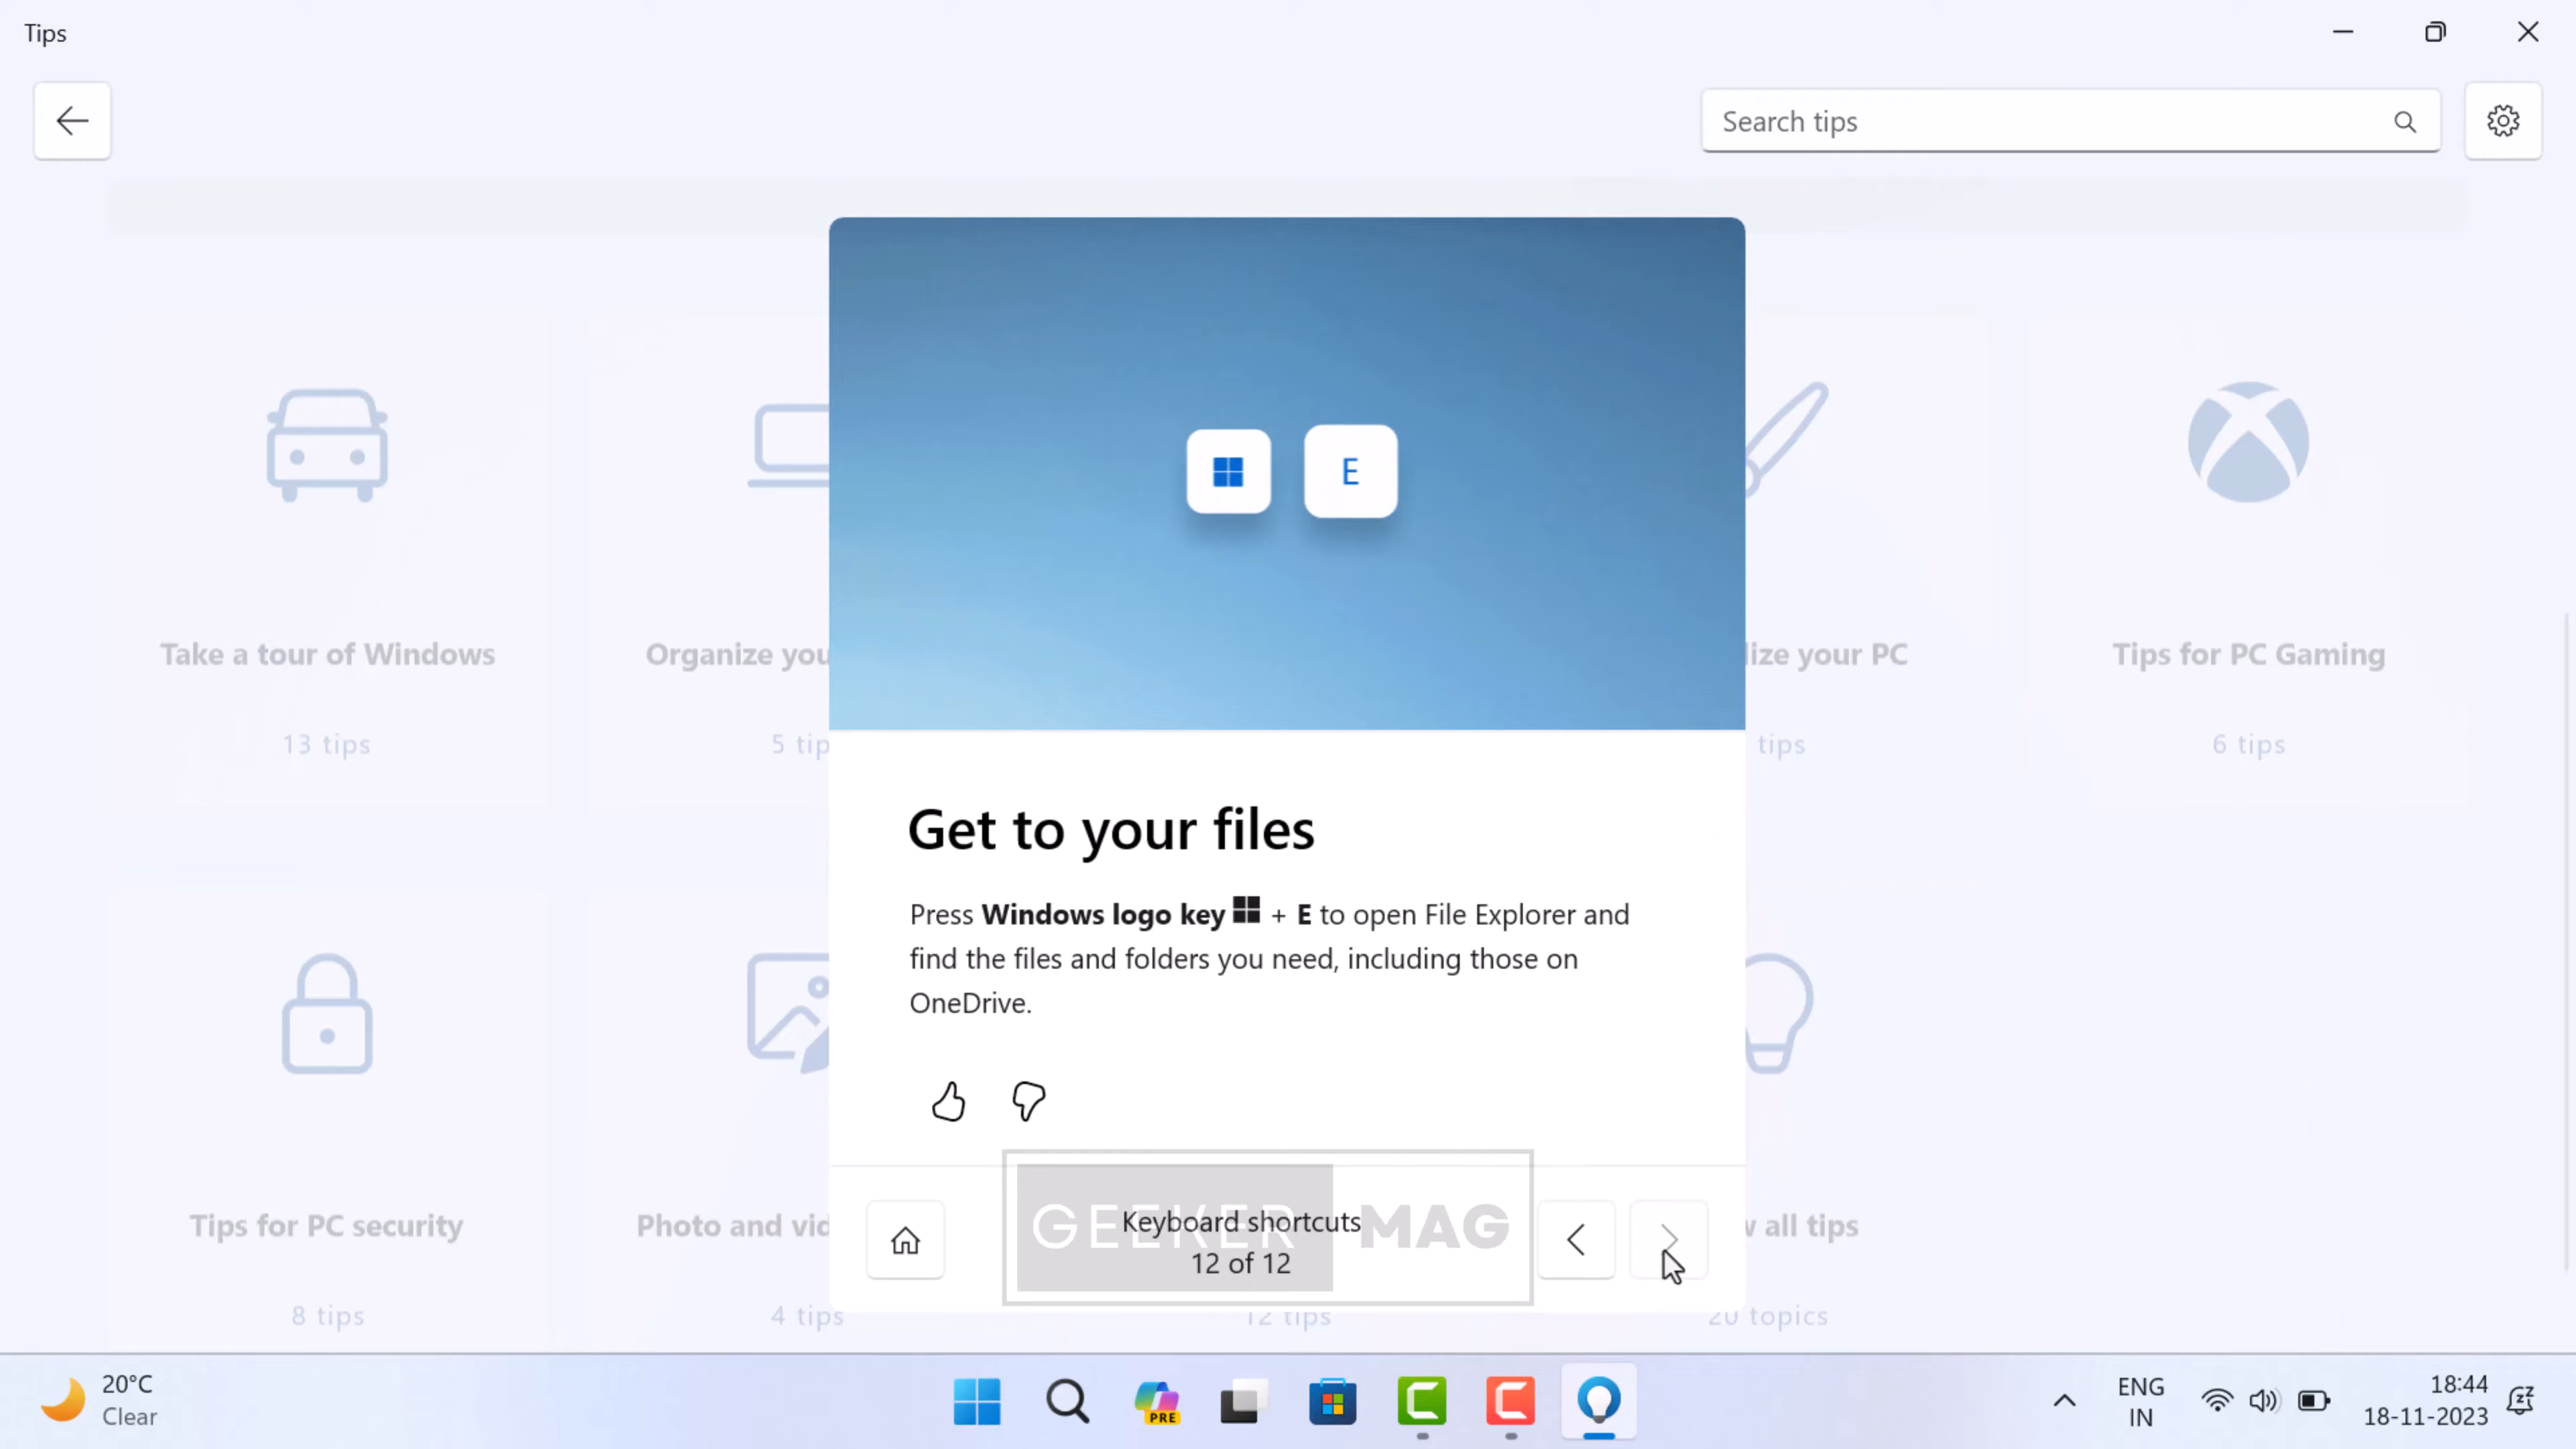 Tips
Search tips
E
Take a tour of Windows
13 tips
Organize you
5 tip
lize your PC
tips
Tips for PC Gaming
6 tips
Get to your files
Press Windows logo key + E to open File Explorer and
find the files and folders you need, including those on
OneDrive.
Tips for PC security
8 tips
Photo and vid
4 tips
GEEKER MAG
Keyboard shortcuts
12 of 12
12 tips
all tips
20 topics
20°C
Clear
PRE
ENG
IN
18:44
18-11-2023